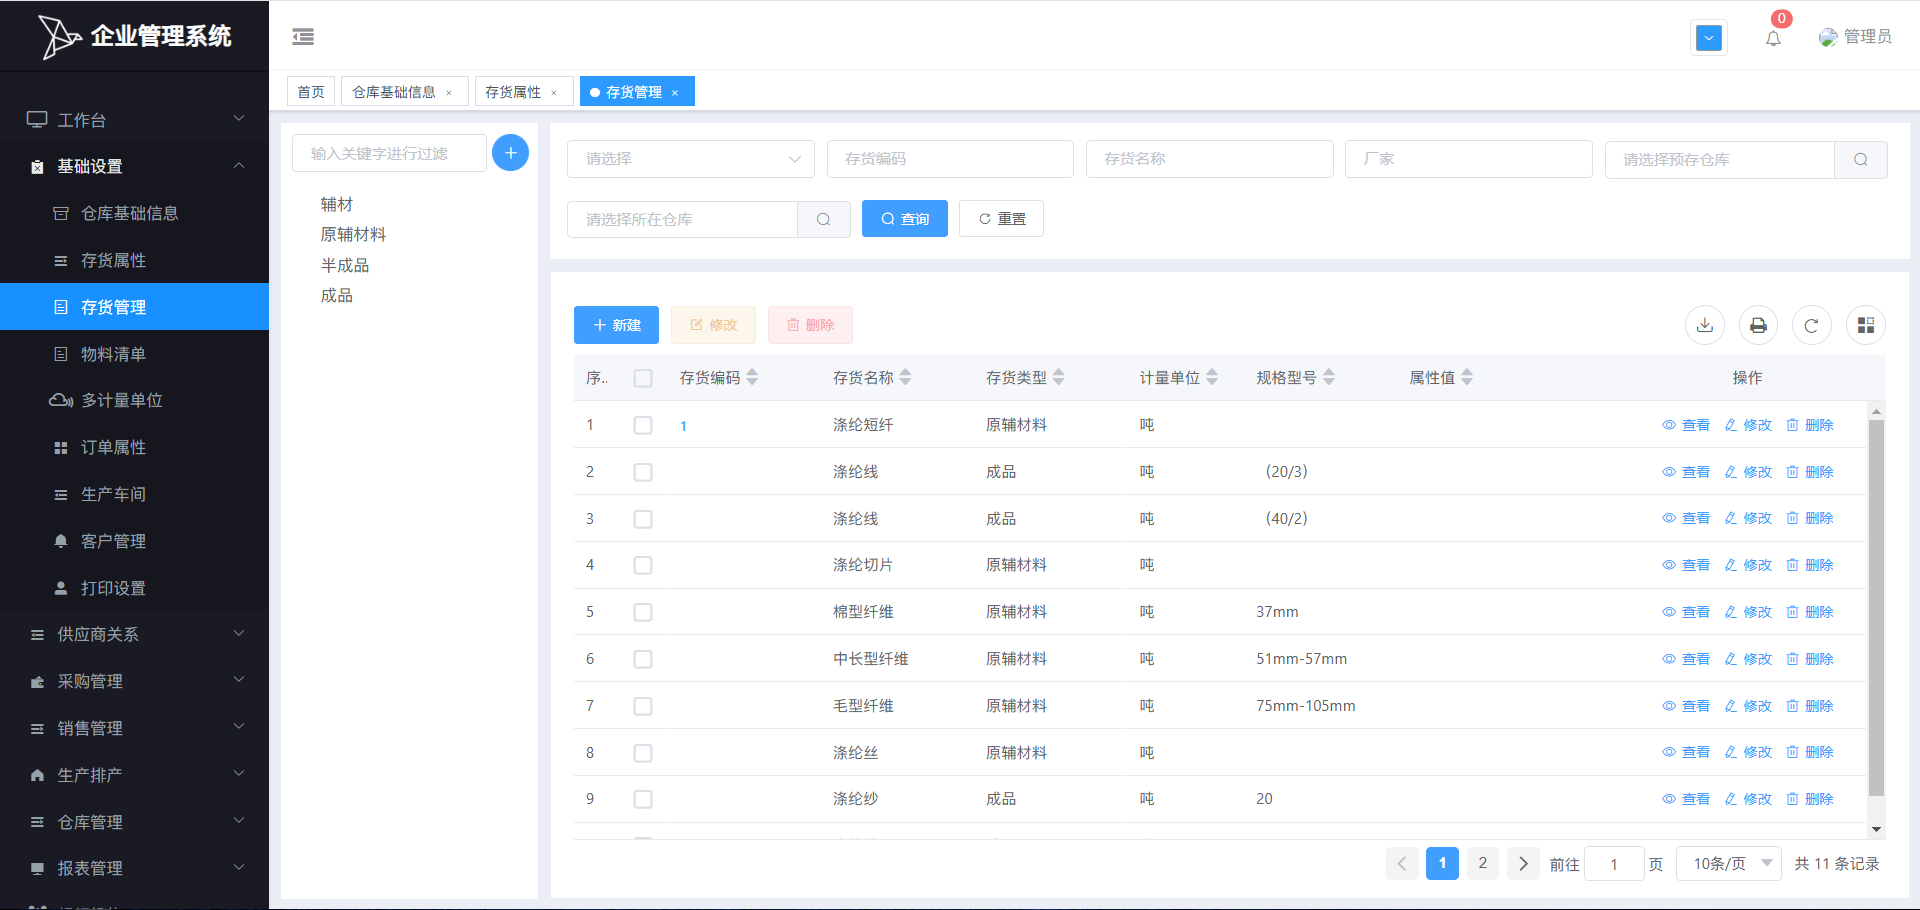 企业管理系统
0
管理员
首页
仓库基础信息 ×
存货属性 ×
存货管理 ×
工作台
基础设置
仓库基础信息
存货属性
存货管理
物料清单
多计量单位
订单属性
生产车间
客户管理
打印设置
供应商关系
采购管理
销售管理
生产排产
仓库管理
报表管理
输入关键字进行过滤
辅材
原辅材料
半成品
成品
请选择 存货编码 存货名称 厂家 请选择预存仓库
请选择所在仓库 查询 重置
新建 修改 删除
序.. 存货编码 存货名称 存货类型 计量单位 规格型号 属性值 操作
1 1 涤纶短纤 原辅材料 吨 查看 修改 删除
2 涤纶线 成品 吨 （20/3） 查看 修改 删除
3 涤纶线 成品 吨 （40/2） 查看 修改 删除
4 涤纶切片 原辅材料 吨 查看 修改 删除
5 棉型纤维 原辅材料 吨 37mm 查看 修改 删除
6 中长型纤维 原辅材料 吨 51mm-57mm 查看 修改 删除
7 毛型纤维 原辅材料 吨 75mm-105mm 查看 修改 删除
8 涤纶丝 原辅材料 吨 查看 修改 删除
9 涤纶纱 成品 吨 20 查看 修改 删除
1 2 前往 1 页 10条/页 共 11 条记录